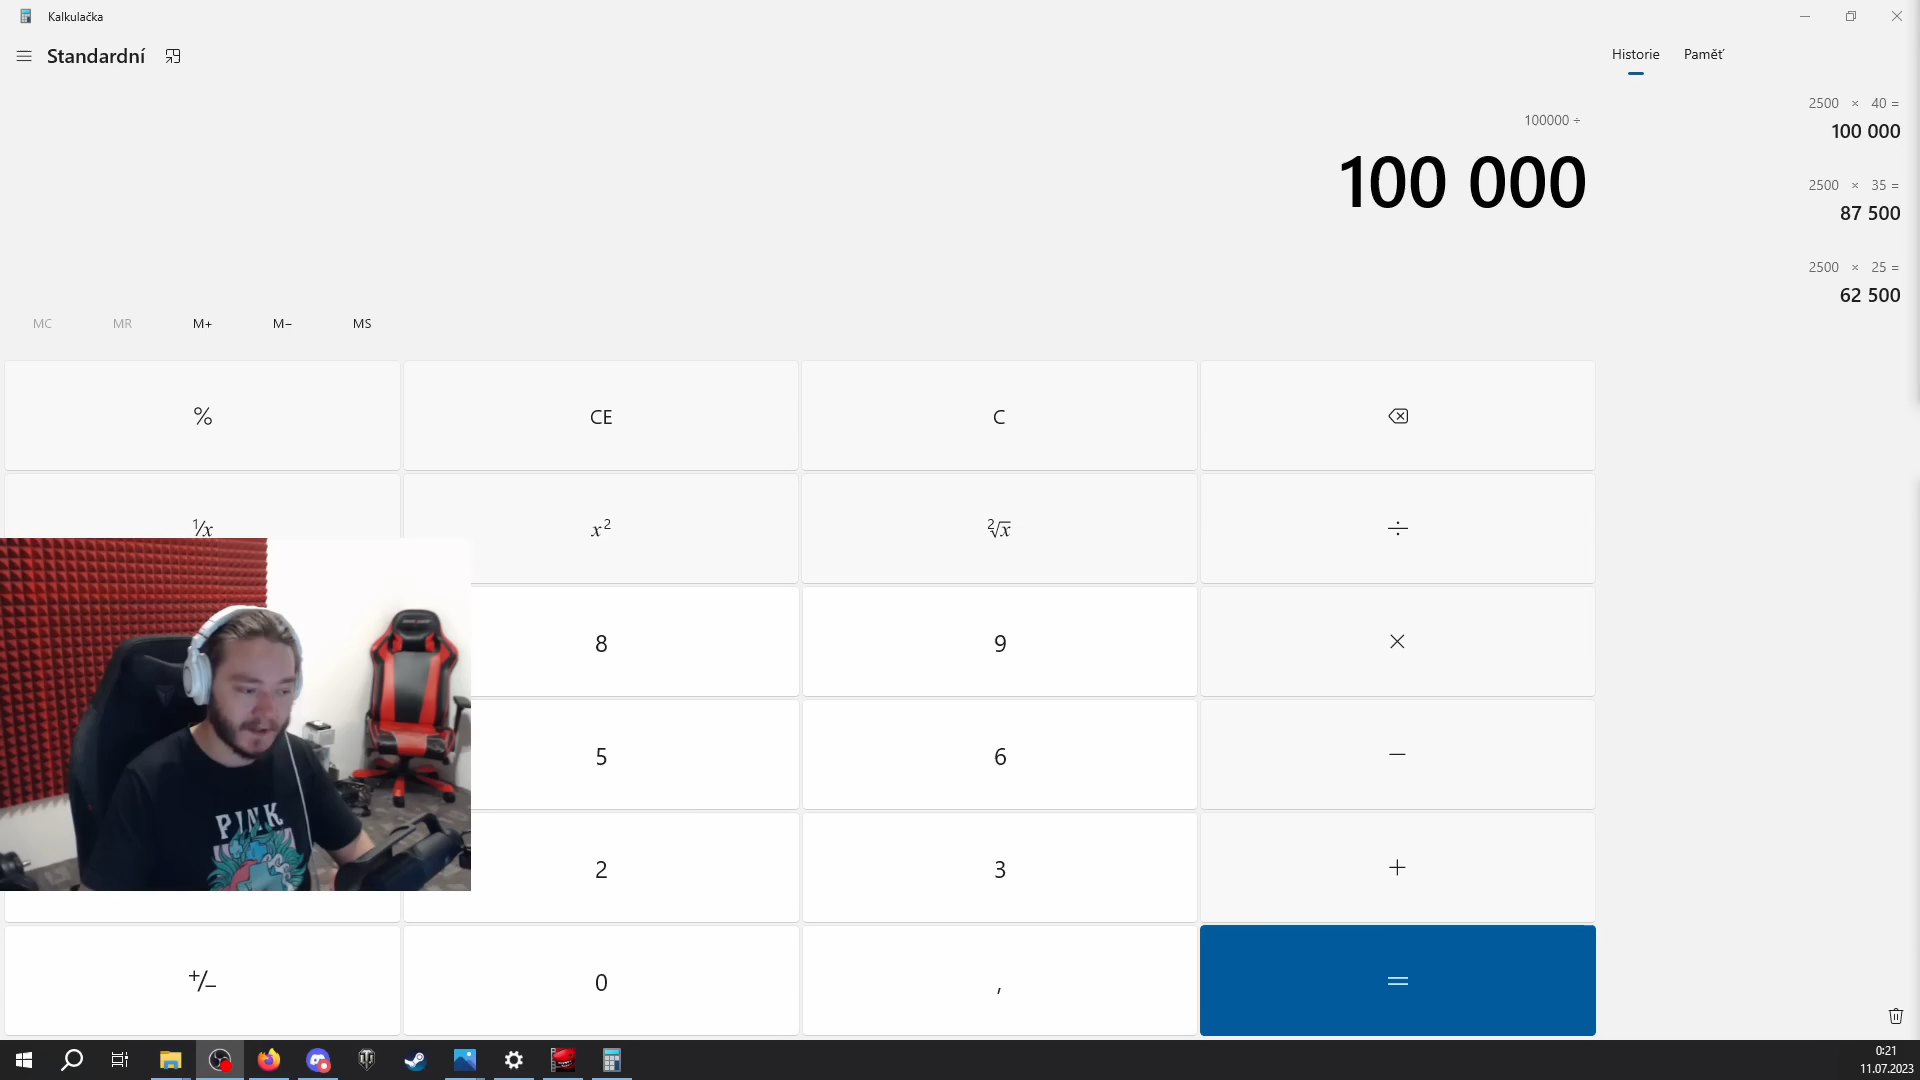 Kalkulačka
Standardní
Historie
Paměť
100000 ÷
100 000
2500 × 40 =
100 000
2500 × 35 =
87 500
2500 × 25 =
62 500
MC
MR
M+
M−
MS
%
CE
C
1/x
x²
²√x
÷
8
9
×
5
6
−
PINK
2
3
+
+/−
0
,
=
0:21
11.07.2023